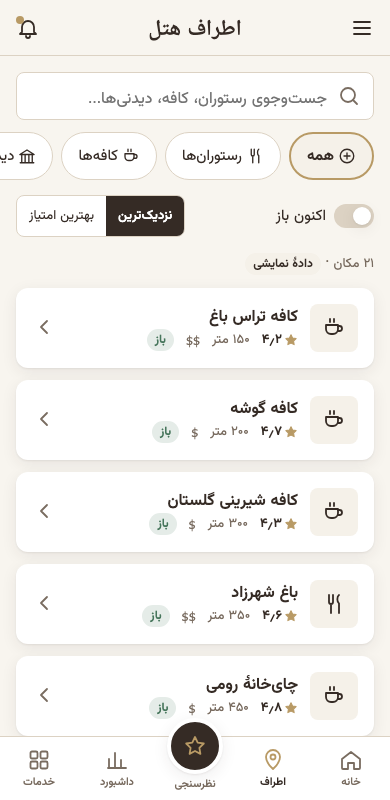 اطراف هتل
جست‌وجوی رستوران، کافه، دیدنی‌ها...
همه
رستوران‌ها
کافه‌ها
دید
اکنون باز
نزدیک‌ترین
بهترین امتیاز
۲۱ مکان · دادهٔ نمایشی
کافه تراس باغ
۴٫۲ ۱۵۰ متر $$ باز
کافه گوشه
۴٫۷ ۲۰۰ متر $ باز
کافه شیرینی گلستان
۴٫۳ ۳۰۰ متر $ باز
باغ شهرزاد
۴٫۶ ۳۵۰ متر $$ باز
چای‌خانهٔ رومی
۴٫۸ ۴۵۰ متر $ باز
خانه
اطراف
نظرسنجی
داشبورد
خدمات